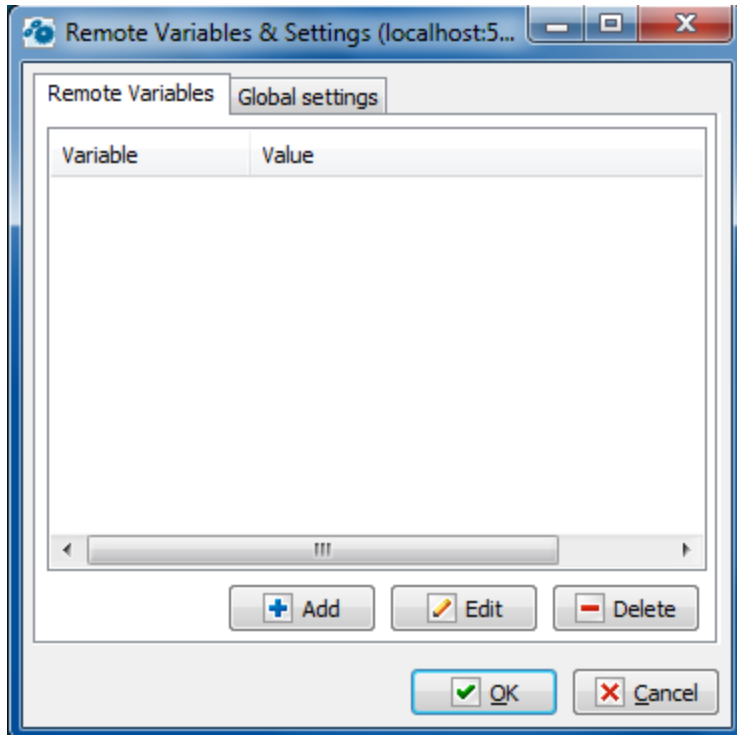 Remote Variables & Settings (localhost:5...
Remote Variables Global settings
Variable Value
Add Edit Delete
OK Cancel